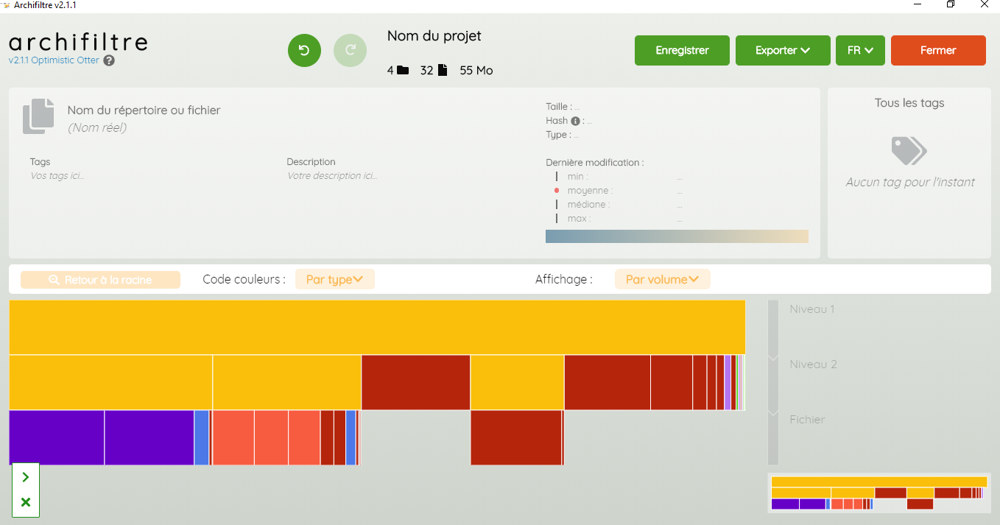 Archifiltre v2.1.1
archifiltre
v2.1.1 Optimistic Otter ?
Nom du projet
4 32 55 Mo
Enregistrer
Exporter
FR
Fermer
Nom du répertoire ou fichier
(Nom réel)
Tags
Vos tags ici...
Description
Votre description ici...
Taille : ...
Hash i : ...
Type : ...
Dernière modification :
min : ...
moyenne : ...
médiane : ...
max : ...
Tous les tags
Aucun tag pour l'instant
Retour à la racine
Code couleurs :
Par type
Affichage :
Par volume
Niveau 1
Niveau 2
Fichier